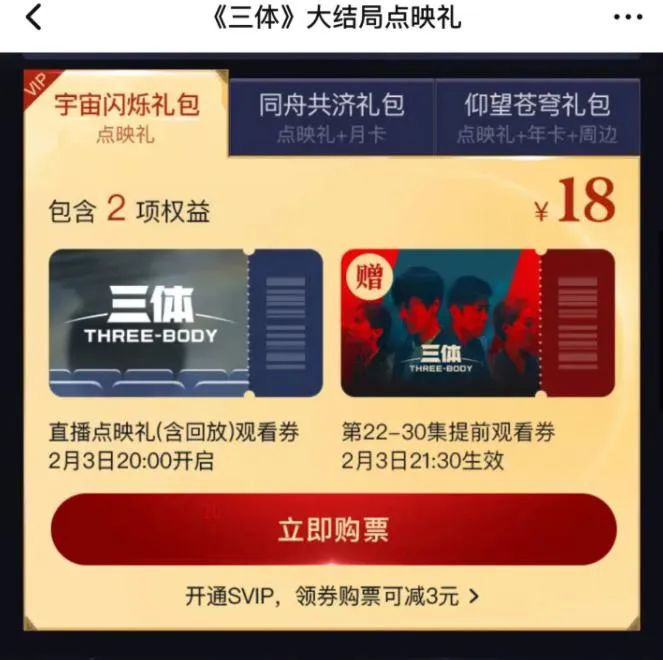 《三体》大结局点映礼
VIP
宇宙闪烁礼包
点映礼
同舟共济礼包
点映礼+月卡
仰望苍穹礼包
点映礼+年卡+周边
包含 2 项权益
¥18
三体
THREE-BODY
赠
三体
THREE-BODY
直播点映礼(含回放)观看券
2月3日20:00开启
第22-30集提前观看券
2月3日21:30生效
立即购票
开通SVIP，领券购票可减3元 >